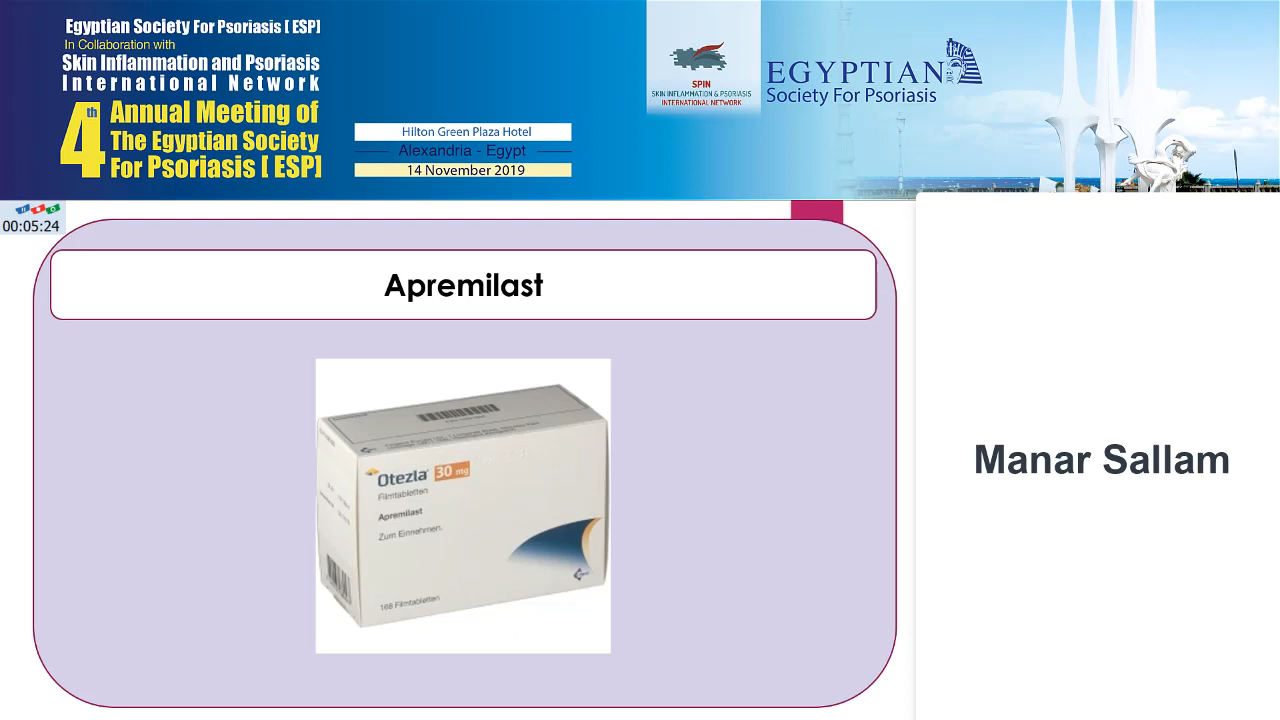 Egyptian Society For Psoriasis [ ESP]
In Collaboration with
Skin Inflammation and Psoriasis
International Network
4th Annual Meeting of
The Egyptian Society
For Psoriasis [ ESP]
Hilton Green Plaza Hotel
Alexandria - Egypt
14 November 2019
SPIN
SKIN INFLAMMATION & PSORIASIS
INTERNATIONAL NETWORK
EGYPTIAN
Society For Psoriasis
00:05:24
Apremilast
Otezla® 30 mg
Filmtabletten
Apremilast
Zum Einnehmen.
168 Filmtabletten
Manar Sallam